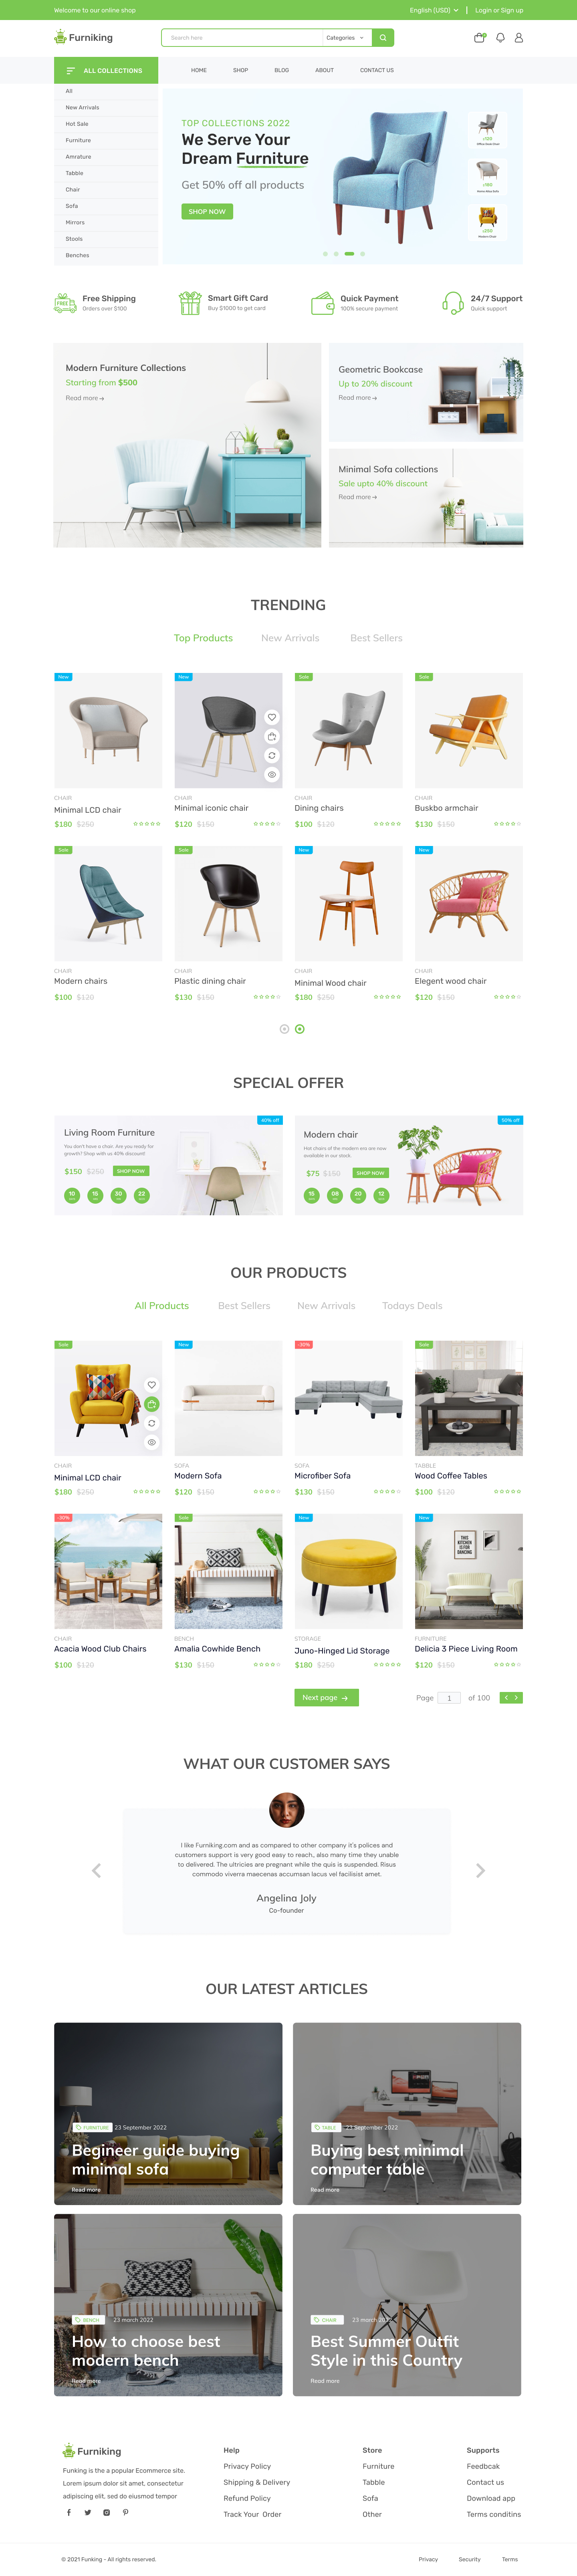 Welcome to our online shop
English (USD)
Login or Sign up
Furniking
Search here
Categories
ALL COLLECTIONS
HOME
SHOP
BLOG
ABOUT
CONTACT US
All
New Arrivals
Hot Sale
Furniture
Amrature
Tabble
Chair
Sofa
Mirrors
Stools
Benches
TOP COLLECTIONS 2022
We Serve Your
Dream Furniture
Get 50% off all products
SHOP NOW
Free Shipping
Orders over $100
Smart Gift Card
Buy $1000 to get card
Quick Payment
100% secure payment
24/7 Support
Quick support
Modern Furniture Collections
Starting from $500
Read more
Geometric Bookcase
Up to 20% discount
Read more
Minimal Sofa collections
Sale upto 40% discount
Read more
TRENDING
Top Products
New Arrivals
Best Sellers
New
CHAIR
Minimal LCD chair
$180 $250
New
CHAIR
Minimal iconic chair
$120 $150
Sale
CHAIR
Dining chairs
$100 $120
Sale
CHAIR
Buskbo armchair
$130 $150
Sale
CHAIR
Modern chairs
$100 $120
Sale
CHAIR
Plastic dining chair
$130 $150
New
CHAIR
Minimal Wood chair
$180 $250
New
CHAIR
Elegent wood chair
$120 $150
SPECIAL OFFER
40% off
Living Room Furniture
You don't have a chair. Are you ready for
growth? Shop with us 40% discount!
$150 $250
SHOP NOW
10
15
30
22
50% off
Modern chair
Hot chairs of the modern era are now
available in our stock.
$75 $150
SHOP NOW
15
08
20
12
OUR PRODUCTS
All Products
Best Sellers
New Arrivals
Todays Deals
Sale
CHAIR
Minimal LCD chair
$180 $250
New
SOFA
Modern Sofa
$120 $150
-30%
SOFA
Microfiber Sofa
$130 $150
Sale
TABBLE
Wood Coffee Tables
$100 $120
-30%
CHAIR
Acacia Wood Club Chairs
$100 $120
Sale
BENCH
Amalia Cowhide Bench
$130 $150
New
STORAGE
Juno-Hinged Lid Storage
$180 $250
New
THIS
KITCHEN
IS FOR
DANCING
FURNITURE
Delicia 3 Piece Living Room
$120 $150
Next page
Page 1 of 100
WHAT OUR CUSTOMER SAYS
I like Furniking.com and as compared to other company it's polices and
customers support is very good easy to reach., also many time they unable
to delivered. The ultricies are pregnant while the quis is suspended. Risus
commodo viverra maecenas accumsan lacus vel facilisist amet.
Angelina Joly
Co-founder
OUR LATEST ARTICLES
FURNITURE
23 September 2022
Begineer guide buying
minimal sofa
Read more
TABLE
23 September 2022
Buying best minimal
computer table
Read more
BENCH
23 march 2022
How to choose best
modern bench
Read more
CHAIR
23 march 2022
Best Summer Outfit
Style in this Country
Read more
Furniking
Funking is the a popular Ecommerce site.
Lorem ipsum dolor sit amet, consectetur
adipiscing elit, sed do eiusmod tempor
Help
Privacy Policy
Shipping & Delivery
Refund Policy
Track Your Order
Store
Furniture
Tabble
Sofa
Other
Supports
Feedbcak
Contact us
Download app
Terms conditins
© 2021 Funking - All rights reserved.
Privacy
Security
Terms